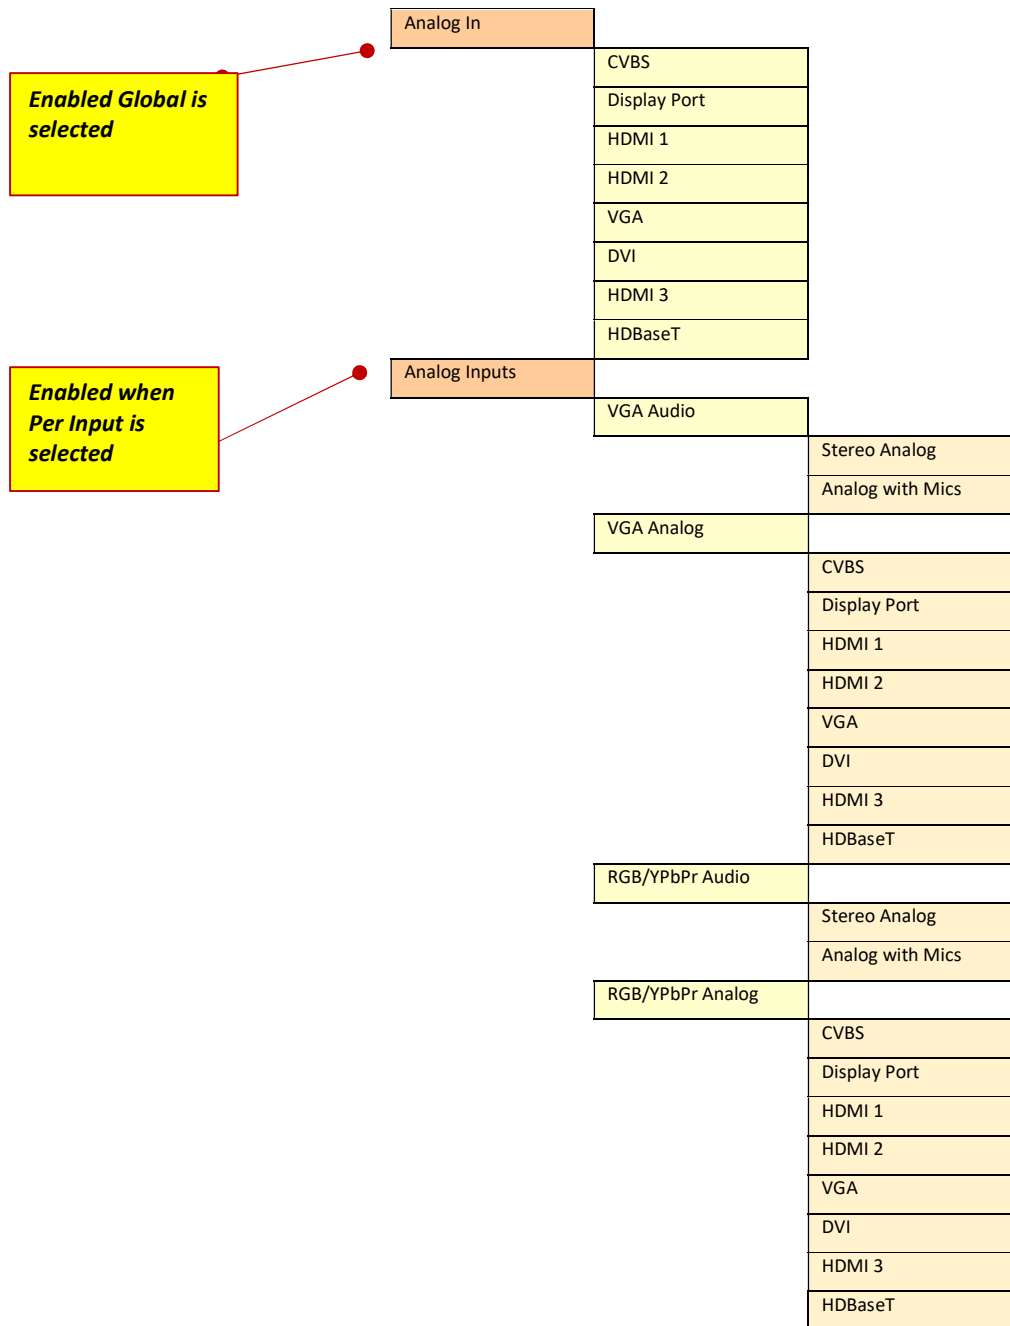 Analog In
Enabled Global is
selected
CVBS
Display Port
HDMI 1
HDMI 2
VGA
DVI
HDMI 3
HDBaseT
Analog Inputs
Enabled when
Per Input is
selected
VGA Audio
Stereo Analog
Analog with Mics
VGA Analog
CVBS
Display Port
HDMI 1
HDMI 2
VGA
DVI
HDMI 3
HDBaseT
RGB/YPbPr Audio
Stereo Analog
Analog with Mics
RGB/YPbPr Analog
CVBS
Display Port
HDMI 1
HDMI 2
VGA
DVI
HDMI 3
HDBaseT